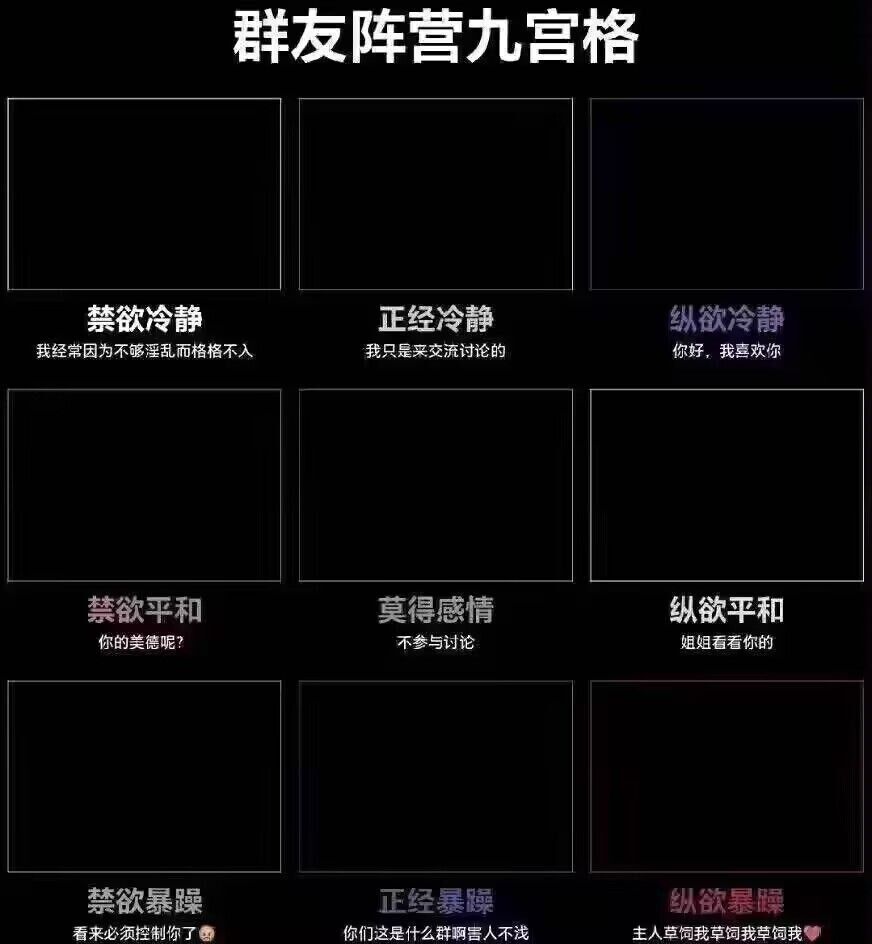 群友阵营九宫格
禁欲冷静
我经常因为不够淫乱而格格不入
正经冷静
我只是来交流讨论的
纵欲冷静
你好，我喜欢你
禁欲平和
你的美德呢?
莫得感情
不参与讨论
纵欲平和
姐姐看看你的
禁欲暴躁
看来必须控制你了😡
正经暴躁
你们这是什么群啊害人不浅
纵欲暴躁
主人草饲我草饲我草饲我❤️